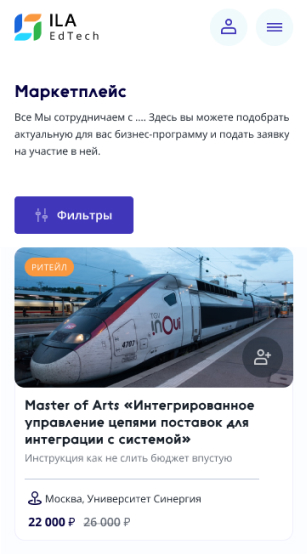 ILA
EdTech
Маркетплейс
Все Мы сотрудничаем с .... Здесь вы можете подобрать
актуальную для вас бизнес-программу и подать заявку
на участие в ней.
Фильтры
РИТЕЙЛ
inOui
4707
Master of Arts «Интегрированное
управление цепями поставок для
интеграции с системой»
Инструкция как не слить бюджет впустую
Москва, Университет Синергия
22 000 ₽ 26 000 ₽